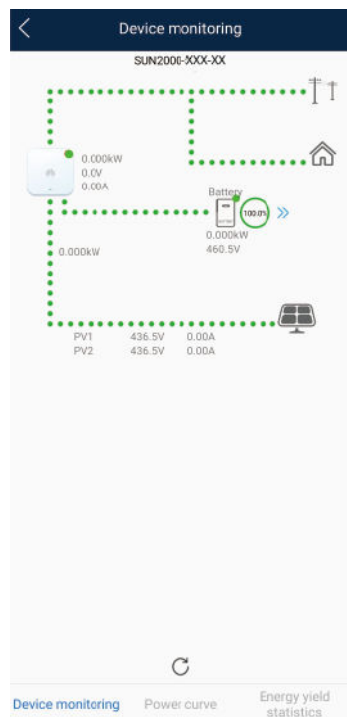 Device monitoring
SUN2000-XXX-XX
0.000kW
0.0V
0.00A
Battery
100.0%
0.000kW
460.5V
0.000kW
PV1 436.5V 0.00A
PV2 436.5V 0.00A
Device monitoring Power curve Energy yield statistics